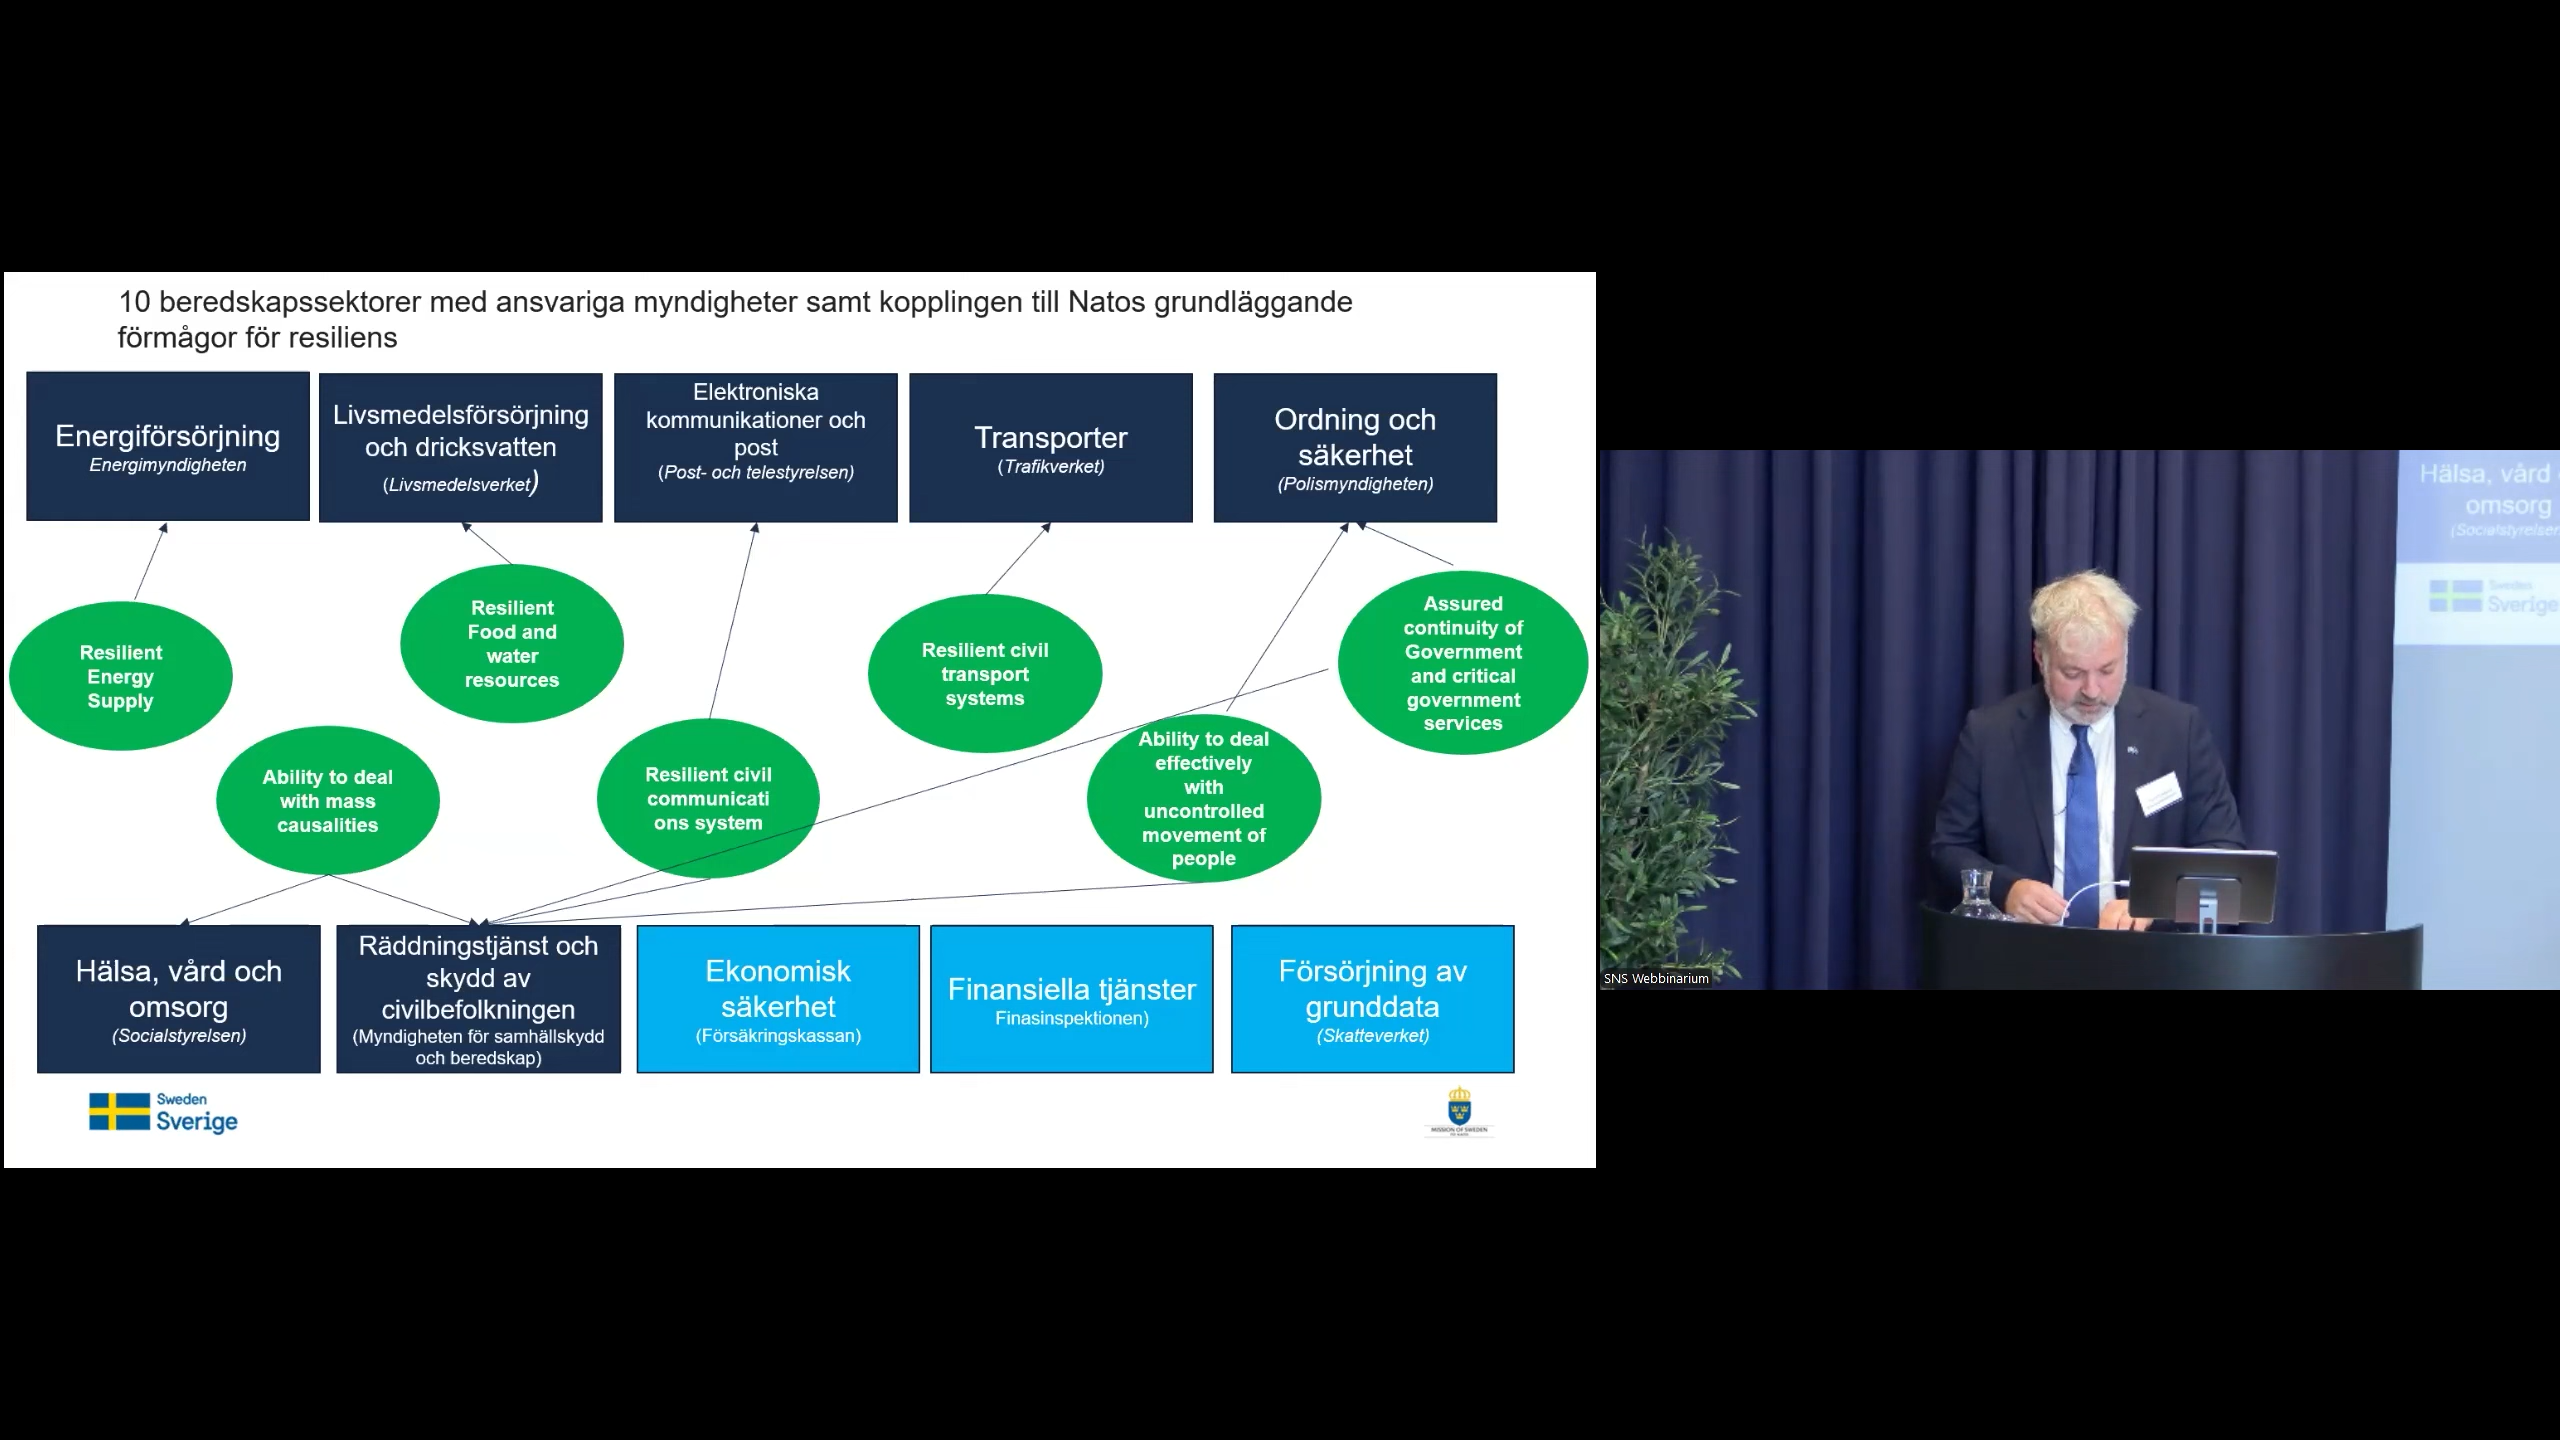 10 beredskapssektorer med ansvariga myndigheter samt kopplingen till Natos grundläggande
förmågor för resiliens
Energiförsörjning
Energimyndigheten
Livsmedelsförsörjning
och dricksvatten
(Livsmedelsverket)
Elektroniska
kommunikationer och
post
(Post- och telestyrelsen)
Transporter
(Trafikverket)
Ordning och
säkerhet
(Polismyndigheten)
Resilient
Energy
Supply
Resilient
Food and
water
resources
Resilient civil
transport
systems
Assured
continuity of
Government
and critical
government
services
Ability to deal
with mass
causalities
Resilient civil
communicati
ons system
Ability to deal
effectively
with
uncontrolled
movement of
people
Hälsa, vård och
omsorg
(Socialstyrelsen)
Räddningstjänst och
skydd av
civilbefolkningen
(Myndigheten för samhällskydd
och beredskap)
Ekonomisk
säkerhet
(Försäkringskassan)
Finansiella tjänster
Finasinspektionen)
Försörjning av
grunddata
(Skatteverket)
Sweden
Sverige
MISSION OF SWEDEN
Hälsa, vård
omsorg
(Socialstyrelsen
Sweden
Sverige
SNS Webbinarium